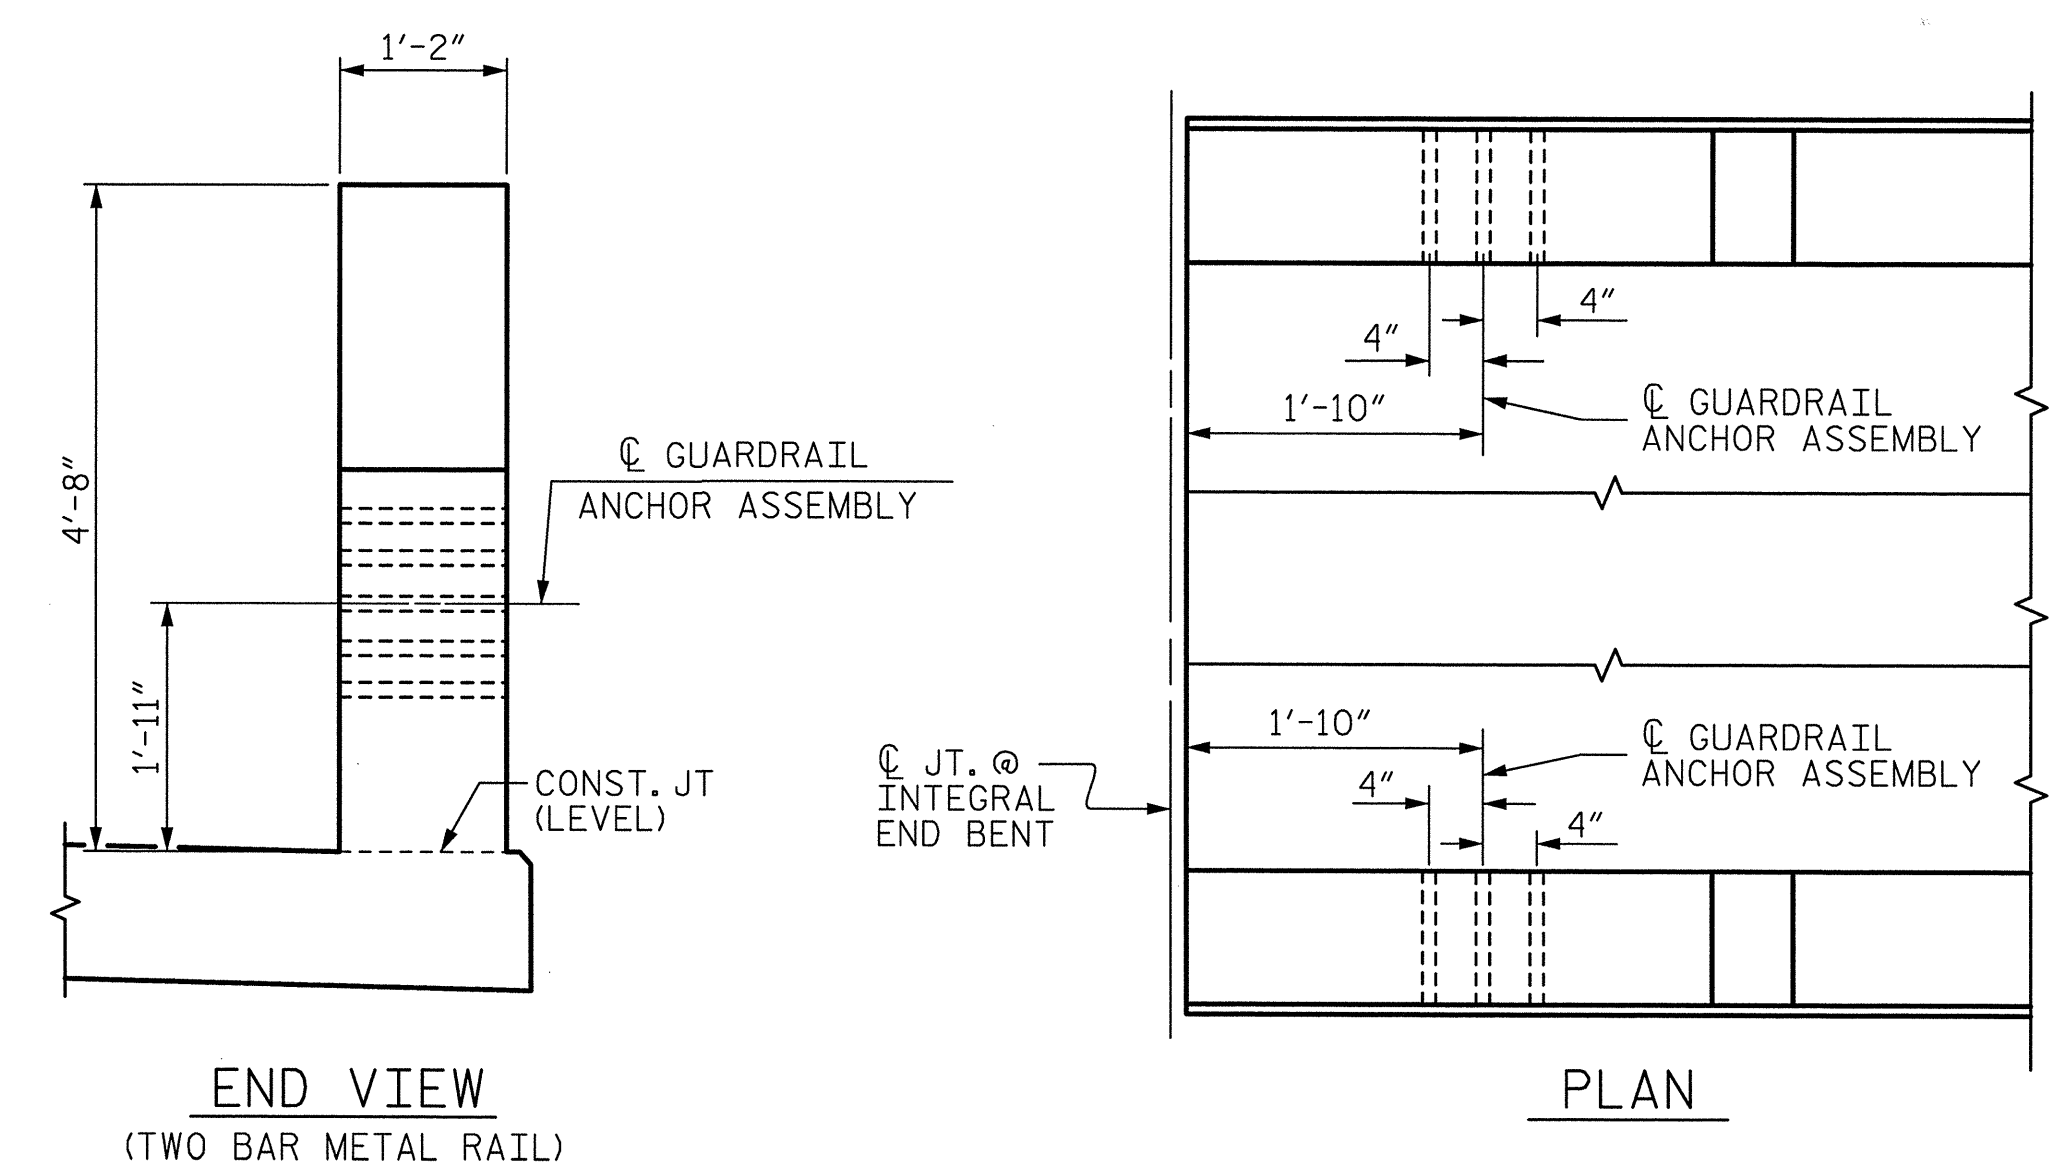 1'-2"
4'-8"
1'-11"
℄ GUARDRAIL
ANCHOR ASSEMBLY
CONST. JT
(LEVEL)
END VIEW
(TWO BAR METAL RAIL)
4"
4"
1'-10"
℄ GUARDRAIL
ANCHOR ASSEMBLY
1'-10"
℄ GUARDRAIL
ANCHOR ASSEMBLY
4"
4"
℄ JT. @
INTEGRAL
END BENT
PLAN